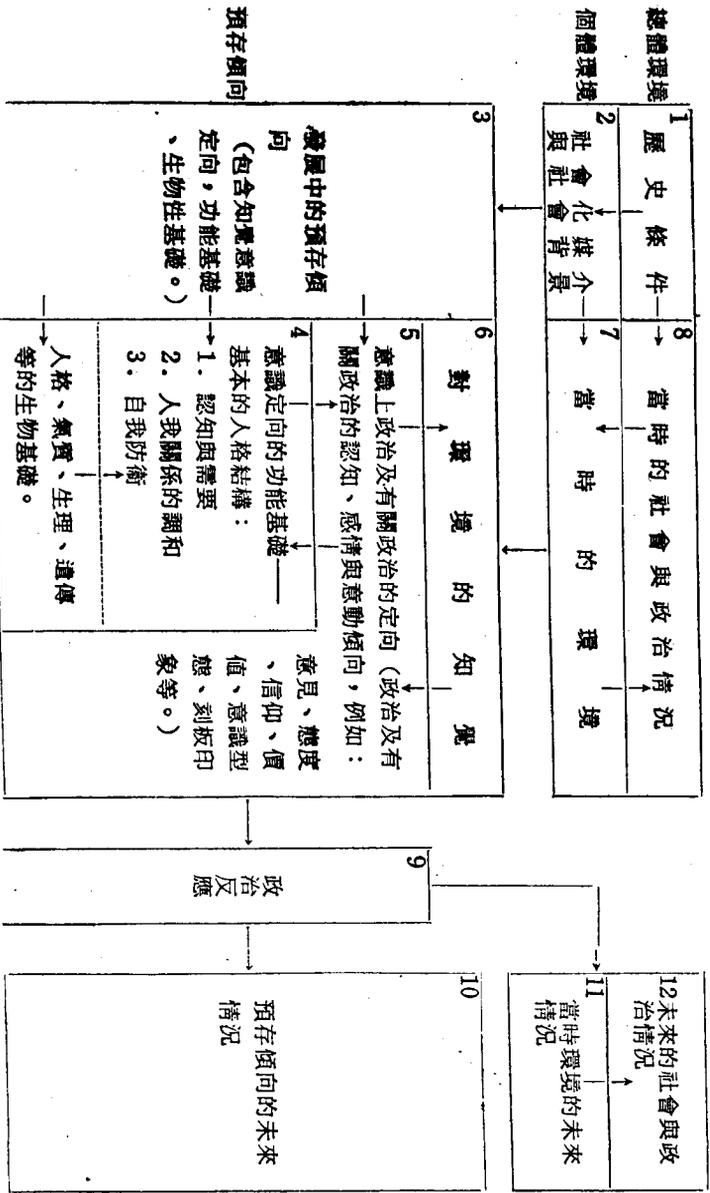 總體環境
個體環境
預存傾向
1
歷史條件
2
社會化媒介
與社會背景
3
發展中的預存傾
向
(包含知覺意識
定向，功能基礎
、生物性基礎。)
8
當時的社會與政治情況
7
當時的環境
6
對環境的知覺
5
意識上政治及有關政治的定向（政治及有
關政治的認知、感情與意動傾向，例如：
意見、態度
、信仰、價
值、意識型
態、刻板印
象等。）
4
意識定向的功能基礎——
基本的人格結構：
1. 認知與需要
2. 人我關係的調和
3. 自我防衛
人格、氣質、生理、遺傳
等的生物基礎。
9
政治反應
12未來的社會與政
治情況
11
當時環境的未來
情況
10
預存傾向的未來
情況